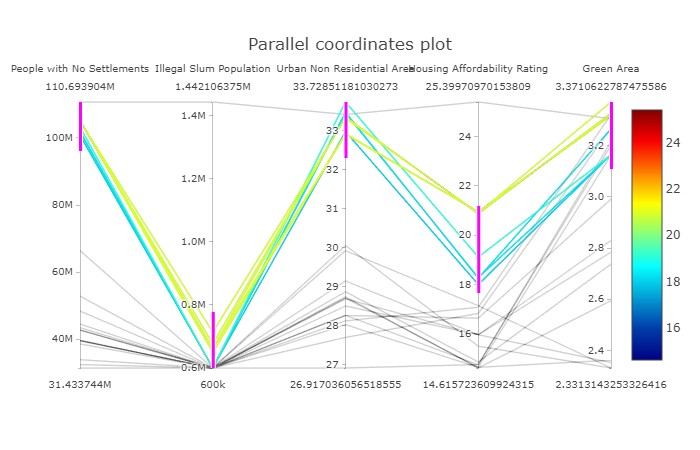 Parallel coordinates plot
People with No Settlements Illegal Slum Population Urban Non Residential Area Housing Affordability Rating Green Area
110.693904M 1.442106375M 33.72851181030273 25.39970970153809 3.3710622787475586
100M 80M 60M 40M
1.4M 1.2M 1.0M 0.8M 0.6M
33 32 31 30 29 28 27
24 22 20 18 16
3.2 3.0 2.8 2.6 2.4
24 22 20 18 16
31.433744M 600k 26.917036056518555 14.615723609924315 2.3313143253326416